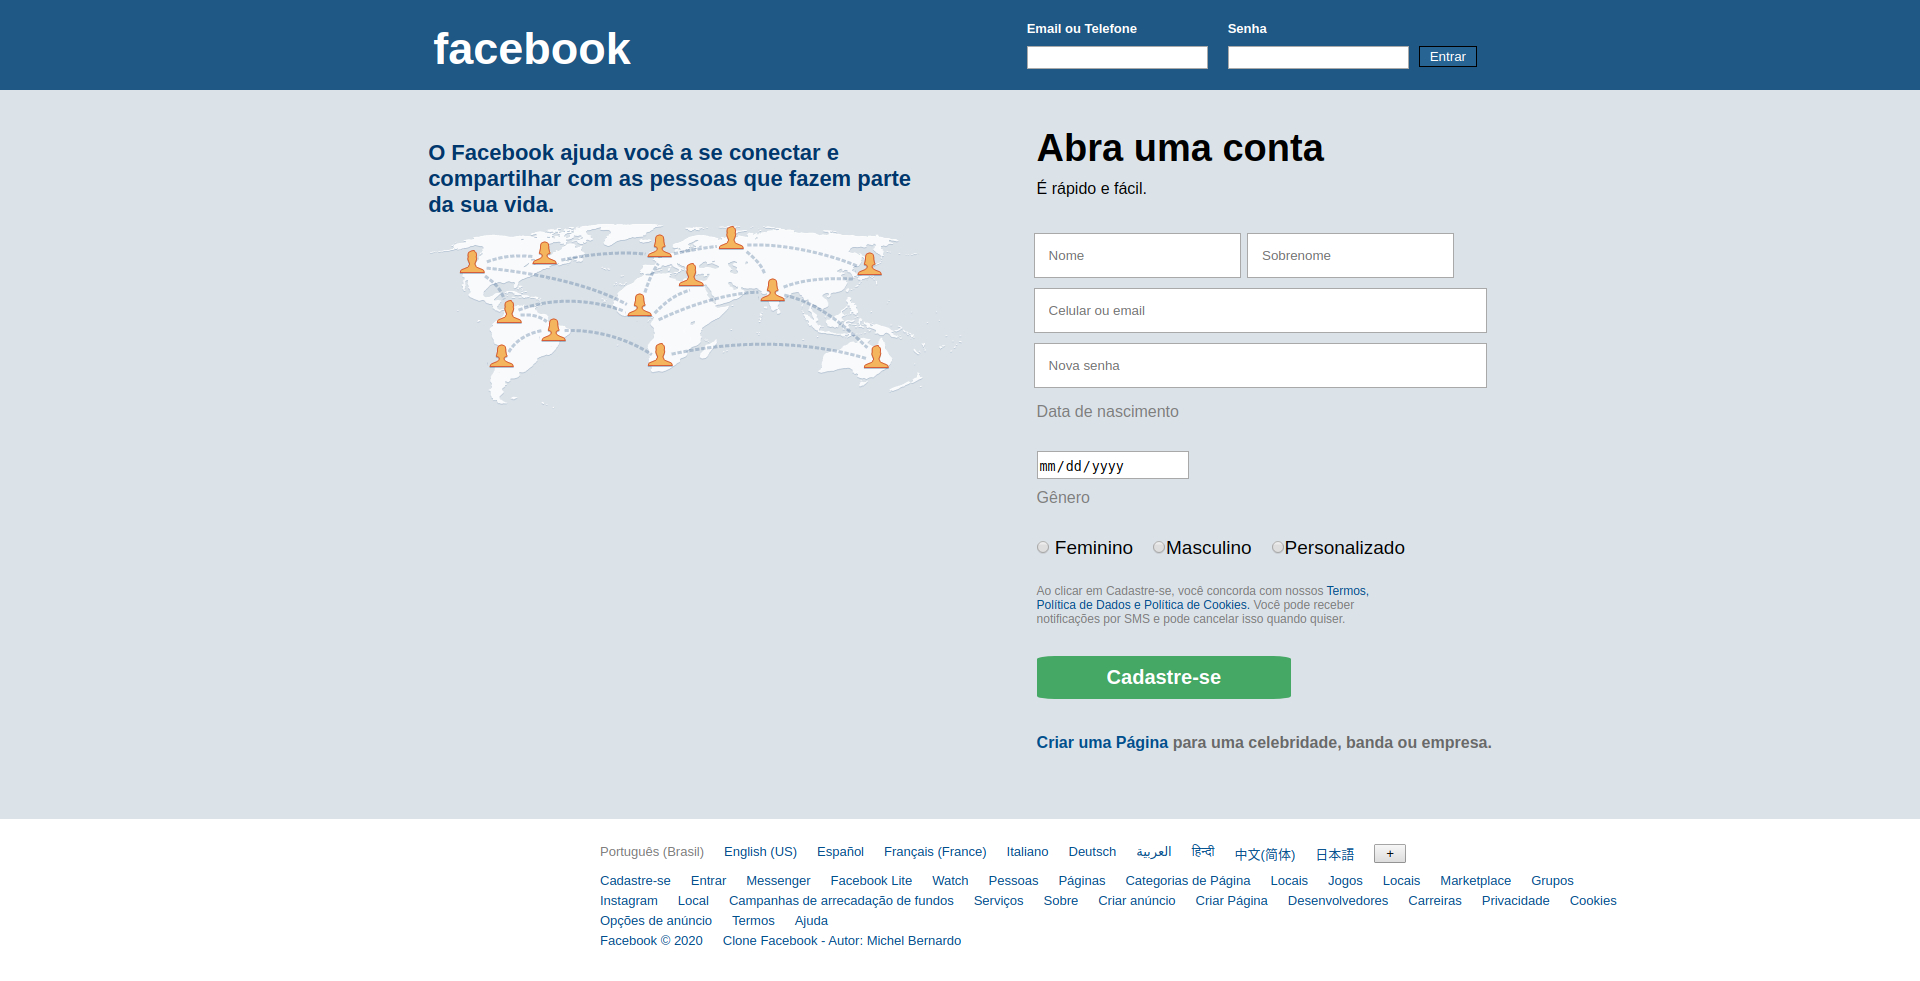 facebook
Email ou Telefone
Senha
Entrar
O Facebook ajuda você a se conectar e
compartilhar com as pessoas que fazem parte
da sua vida.
Abra uma conta
É rápido e fácil.
Nome
Sobrenome
Celular ou email
Nova senha
Data de nascimento
mm/dd/yyyy
Gênero
Feminino Masculino Personalizado
Ao clicar em Cadastre-se, você concorda com nossos Termos,
Política de Dados e Política de Cookies. Você pode receber
notificações por SMS e pode cancelar isso quando quiser.
Cadastre-se
Criar uma Página para uma celebridade, banda ou empresa.
Português (Brasil) English (US) Español Français (France) Italiano Deutsch العربية हिन्दी 中文(简体) 日本語 +
Cadastre-se Entrar Messenger Facebook Lite Watch Pessoas Páginas Categorias de Página Locais Jogos Locais Marketplace Grupos
Instagram Local Campanhas de arrecadação de fundos Serviços Sobre Criar anúncio Criar Página Desenvolvedores Carreiras Privacidade Cookies
Opções de anúncio Termos Ajuda
Facebook © 2020 Clone Facebook - Autor: Michel Bernardo